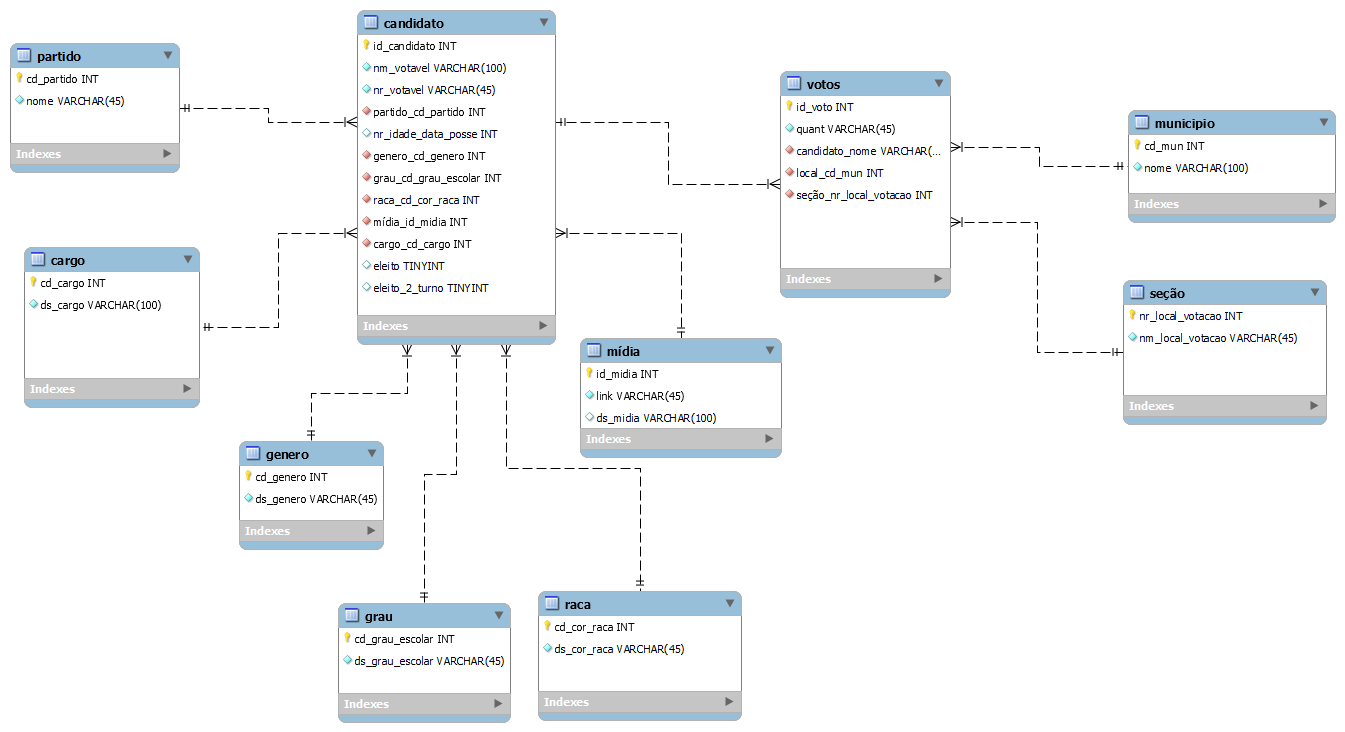 partido
cd_partido INT
nome VARCHAR(45)
Indexes
candidato
id_candidato INT
nm_votavel VARCHAR(100)
nr_votavel VARCHAR(45)
partido_cd_partido INT
nr_idade_data_posse INT
genero_cd_genero INT
grau_cd_grau_escolar INT
raca_cd_cor_raca INT
mídia_id_midia INT
cargo_cd_cargo INT
eleito TINYINT
eleito_2_turno TINYINT
Indexes
votos
id_voto INT
quant VARCHAR(45)
candidato_nome VARCHAR(...
local_cd_mun INT
seção_nr_local_votacao INT
Indexes
municipio
cd_mun INT
nome VARCHAR(100)
Indexes
cargo
cd_cargo INT
ds_cargo VARCHAR(100)
Indexes
seção
nr_local_votacao INT
nm_local_votacao VARCHAR(45)
Indexes
mídia
id_midia INT
link VARCHAR(45)
ds_midia VARCHAR(100)
Indexes
genero
cd_genero INT
ds_genero VARCHAR(45)
Indexes
grau
cd_grau_escolar INT
ds_grau_escolar VARCHAR(45)
Indexes
raca
cd_cor_raca INT
ds_cor_raca VARCHAR(45)
Indexes